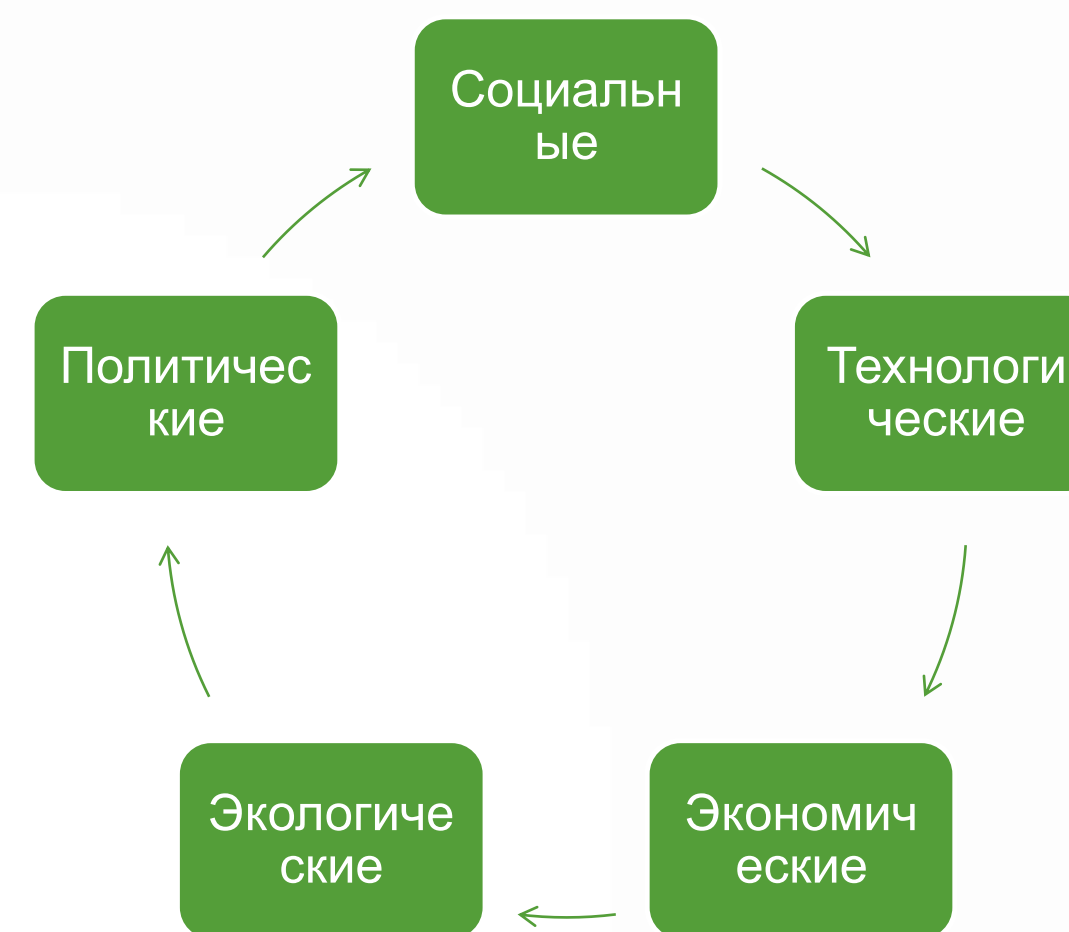 Социальн
ые
Политичес
кие
Технологи
ческие
Экологиче
ские
Экономич
еские